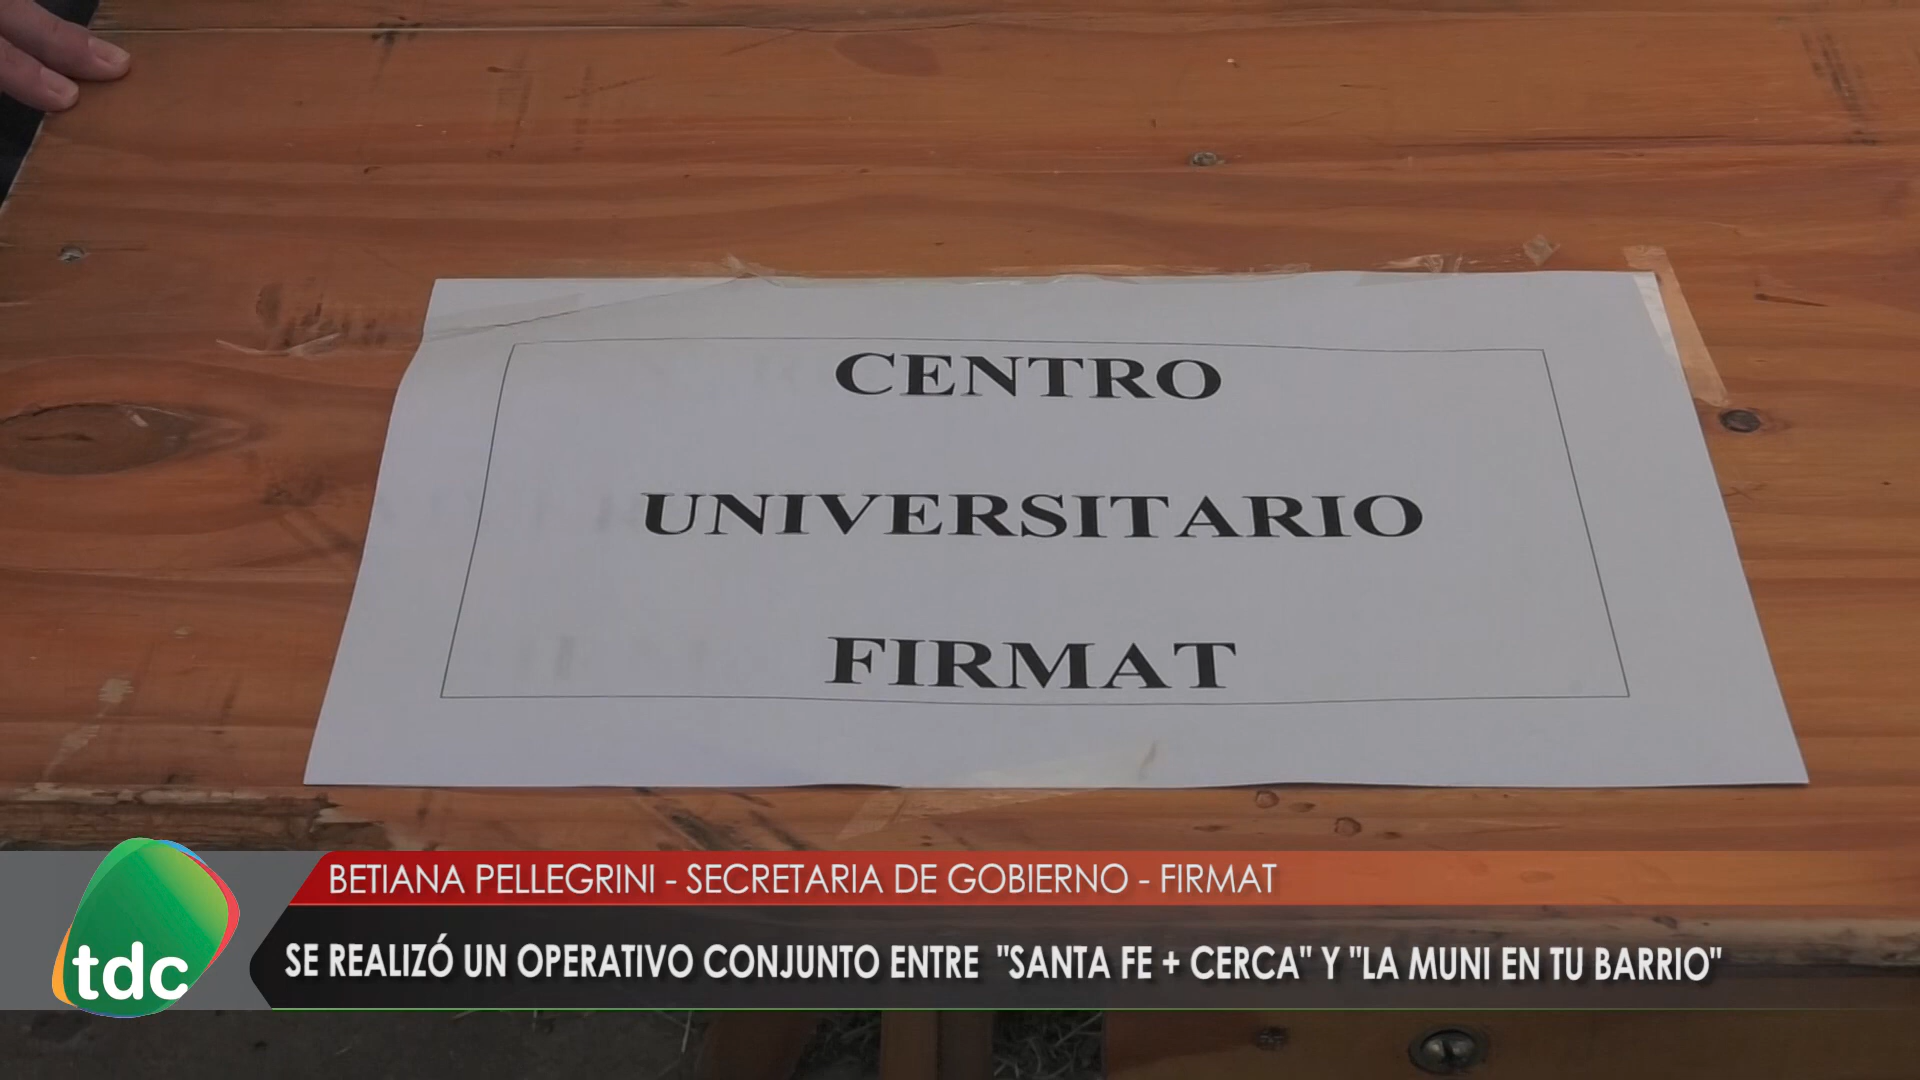 CENTRO
UNIVERSITARIO
FIRMAT
BETIANA PELLEGRINI - SECRETARIA DE GOBIERNO - FIRMAT
SE REALIZÓ UN OPERATIVO CONJUNTO ENTRE "SANTA FE + CERCA" Y "LA MUNI EN TU BARRIO"
tdc